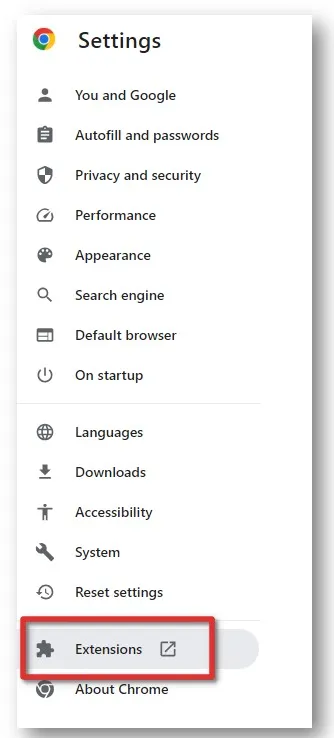 Settings
You and Google
Autofill and passwords
Privacy and security
Performance
Appearance
Search engine
Default browser
On startup
Languages
Downloads
Accessibility
System
Reset settings
Extensions
About Chrome